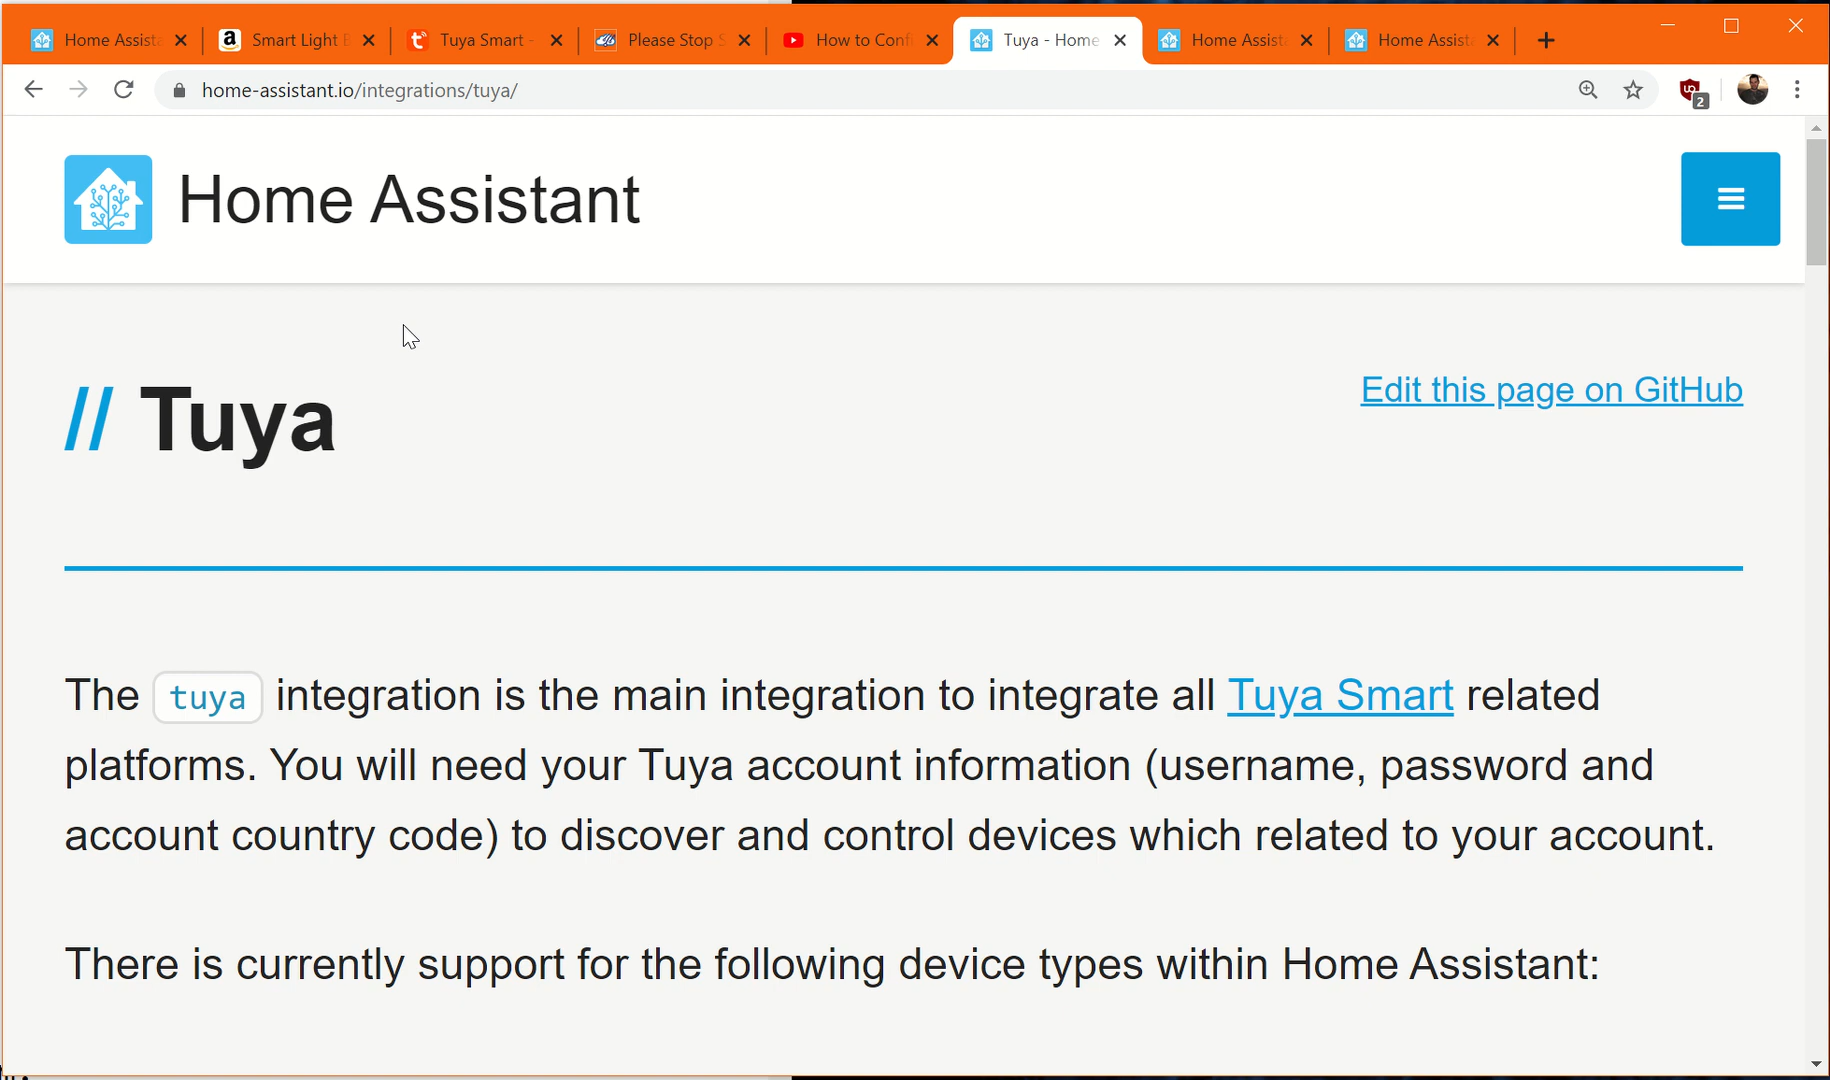 Home Assista
Smart Light B
Tuya Smart -
Please Stop S
How to Confi
Tuya - Home
Home Assista
Home Assista
home-assistant.io/integrations/tuya/
2
Home Assistant
// Tuya
Edit this page on GitHub
The tuya integration is the main integration to integrate all Tuya Smart related
platforms. You will need your Tuya account information (username, password and
account country code) to discover and control devices which related to your account.
There is currently support for the following device types within Home Assistant: